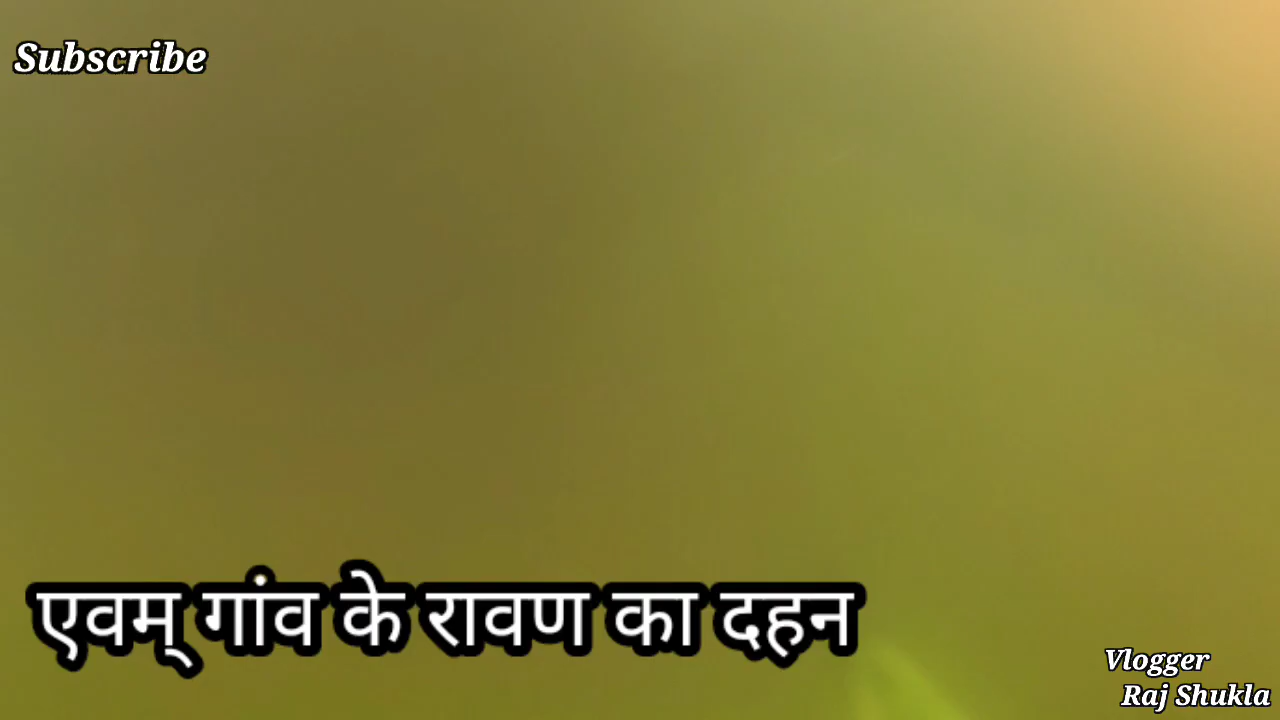 Subscribe
एवम् गांव के रावण का दहन
Vlogger
Raj Shukla